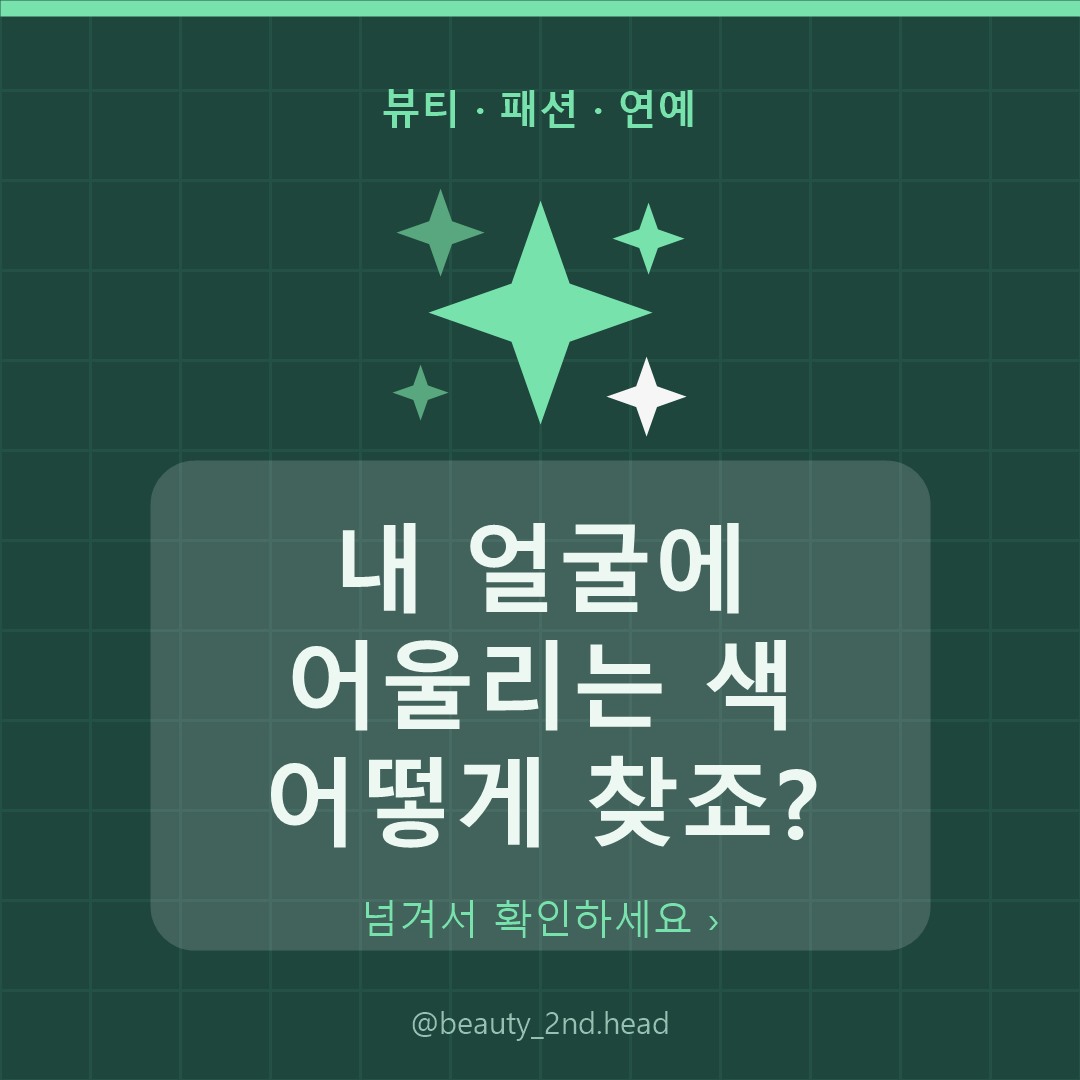 뷰티 · 패션 · 연예
내 얼굴에
어울리는 색
어떻게 찾죠?
넘겨서 확인하세요 ›
@beauty_2nd.head